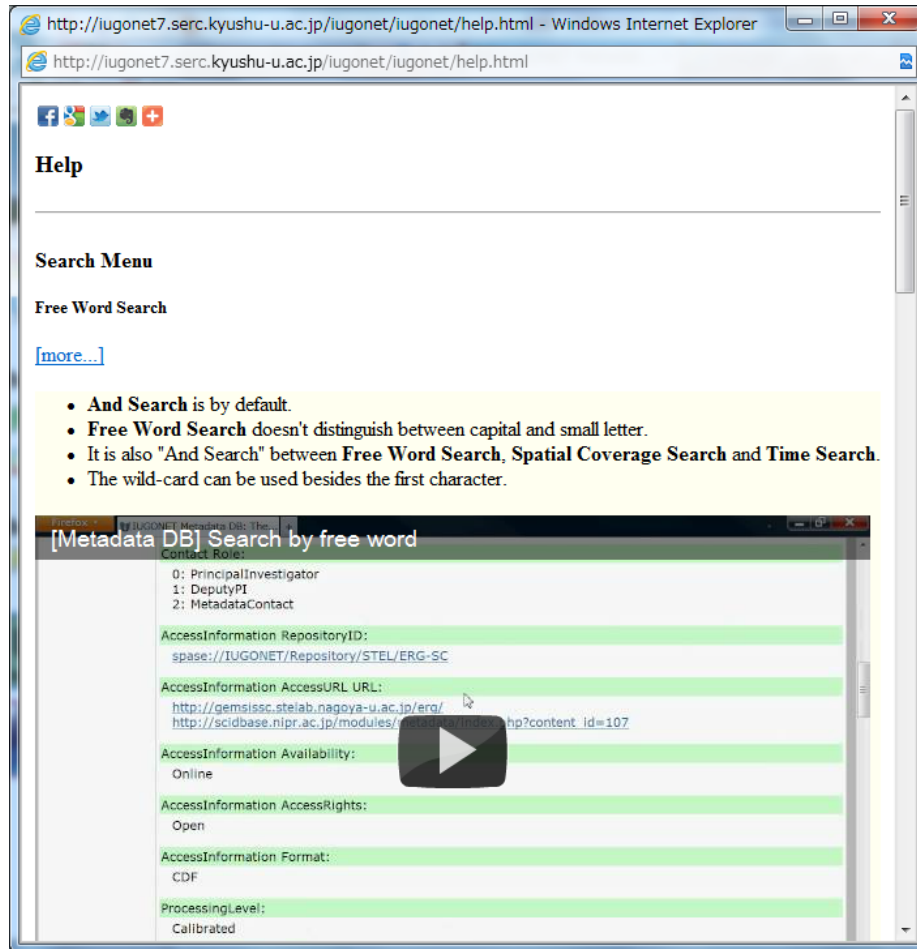 http://iugonet7.serc.kyushu-u.ac.jp/iugonet/iugonet/help.html - Windows Internet Explorer
http://iugonet7.serc.kyushu-u.ac.jp/iugonet/iugonet/help.html
Help
Search Menu
Free Word Search
[more...]
And Search is by default.
Free Word Search doesn't distinguish between capital and small letter.
It is also "And Search" between Free Word Search, Spatial Coverage Search and Time Search.
The wild-card can be used besides the first character.
Firefox
IUGONET Metadata DB: The...
[Metadata DB] Search by free word
Contact Role:
0: PrincipalInvestigator
1: DeputyPI
2: MetadataContact
AccessInformation RepositoryID:
spase://IUGONET/Repository/STEL/ERG-SC
AccessInformation AccessURL URL:
http://gemsissc.stelab.nagoya-u.ac.jp/erg/
http://scidbase.nipr.ac.jp/modules/metadata/index.php?content_id=107
AccessInformation Availability:
Online
AccessInformation AccessRights:
Open
AccessInformation Format:
CDF
ProcessingLevel:
Calibrated